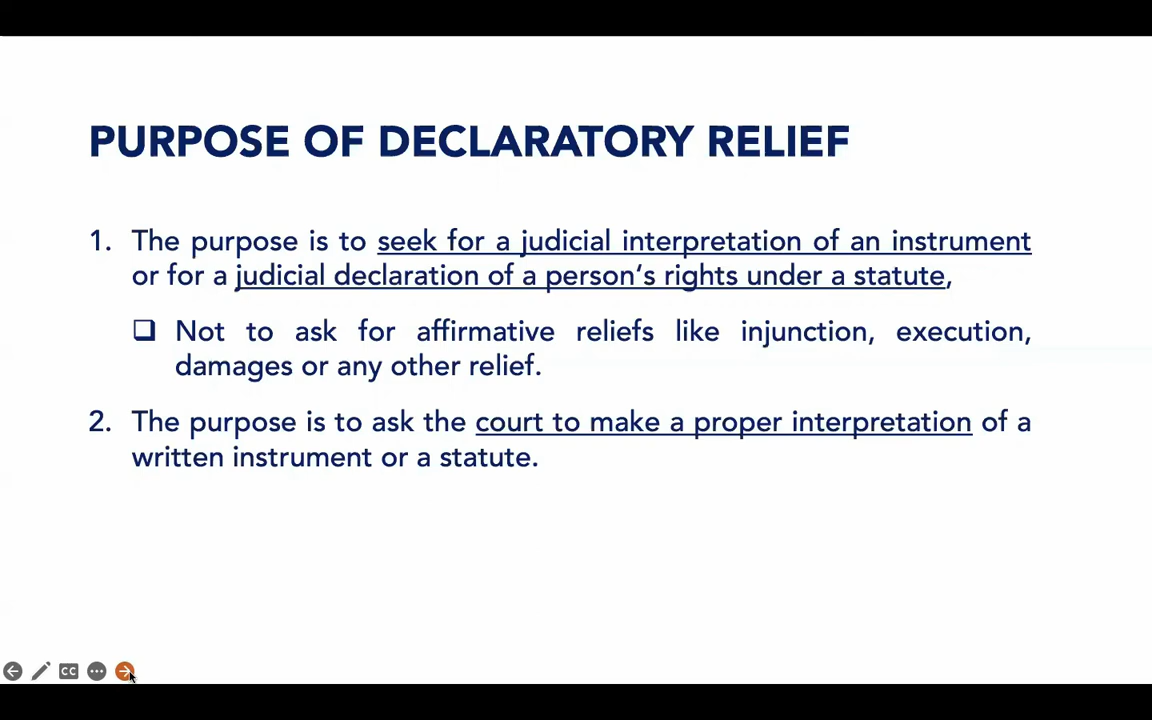 PURPOSE OF DECLARATORY RELIEF
1. The purpose is to seek for a judicial interpretation of an instrument
or for a judicial declaration of a person‘s rights under a statute,
❑ Not to ask for affirmative reliefs like injunction, execution,
damages or any other relief.
2. The purpose is to ask the court to make a proper interpretation of a
written instrument or a statute.
CC